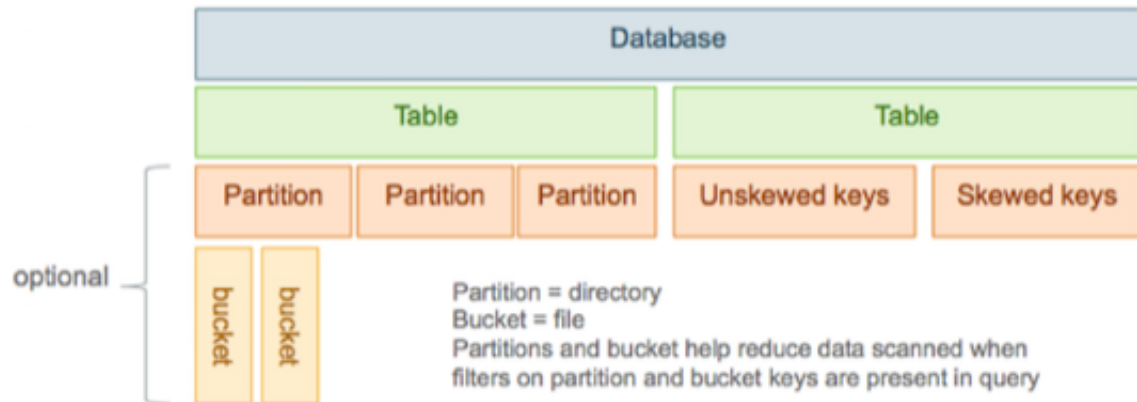 Database
Table
Table
Partition
Partition
Partition
Unskewed keys
Skewed keys
optional
bucket
bucket
Partition = directory
Bucket = file
Partitions and bucket help reduce data scanned when
filters on partition and bucket keys are present in query